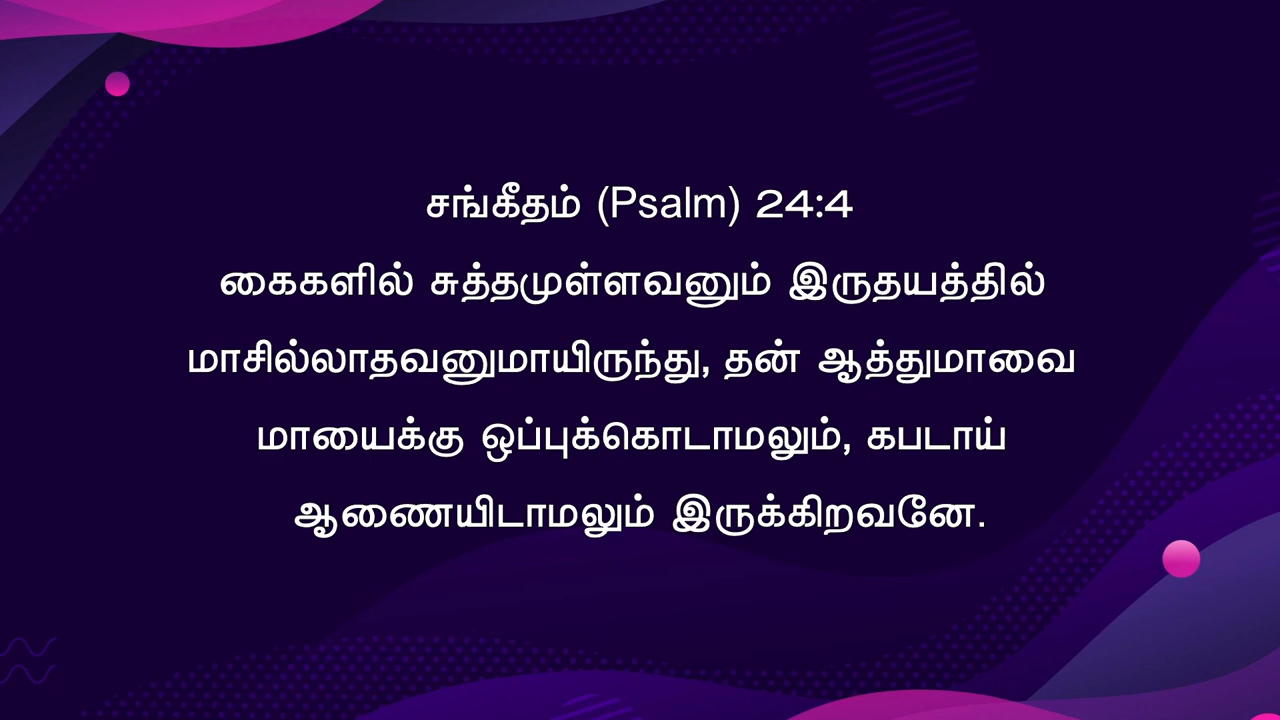 சங்கீதம் (Psalm) 24:4
கைகளில் சுத்தமுள்ளவனும் இருதயத்தில்
மாசில்லாதவனுமாயிருந்து, தன் ஆத்துமாவை
மாயைக்கு ஒப்புக்கொடாமலும், கபடாய்
ஆணையிடாமலும் இருக்கிறவனே.